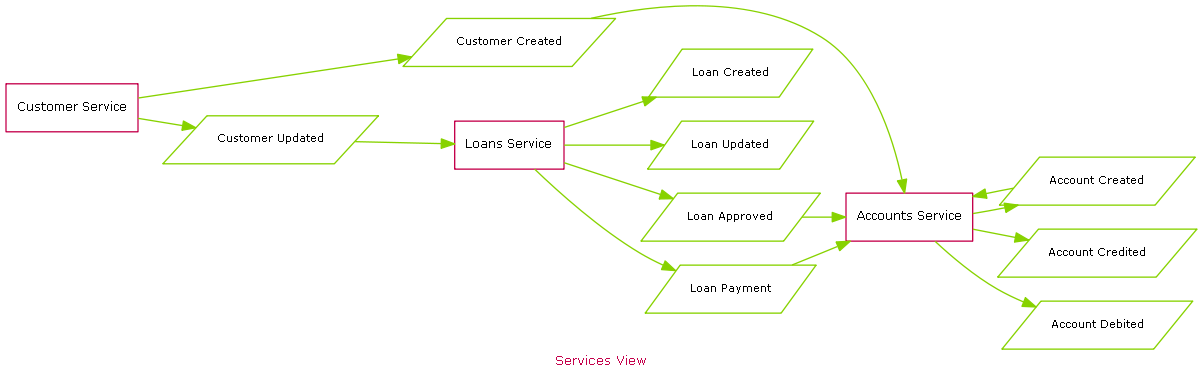 Customer Created
Loan Created
Customer Service
Customer Updated
Loans Service
Loan Updated
Account Created
Loan Approved
Accounts Service
Account Credited
Loan Payment
Account Debited
Services View